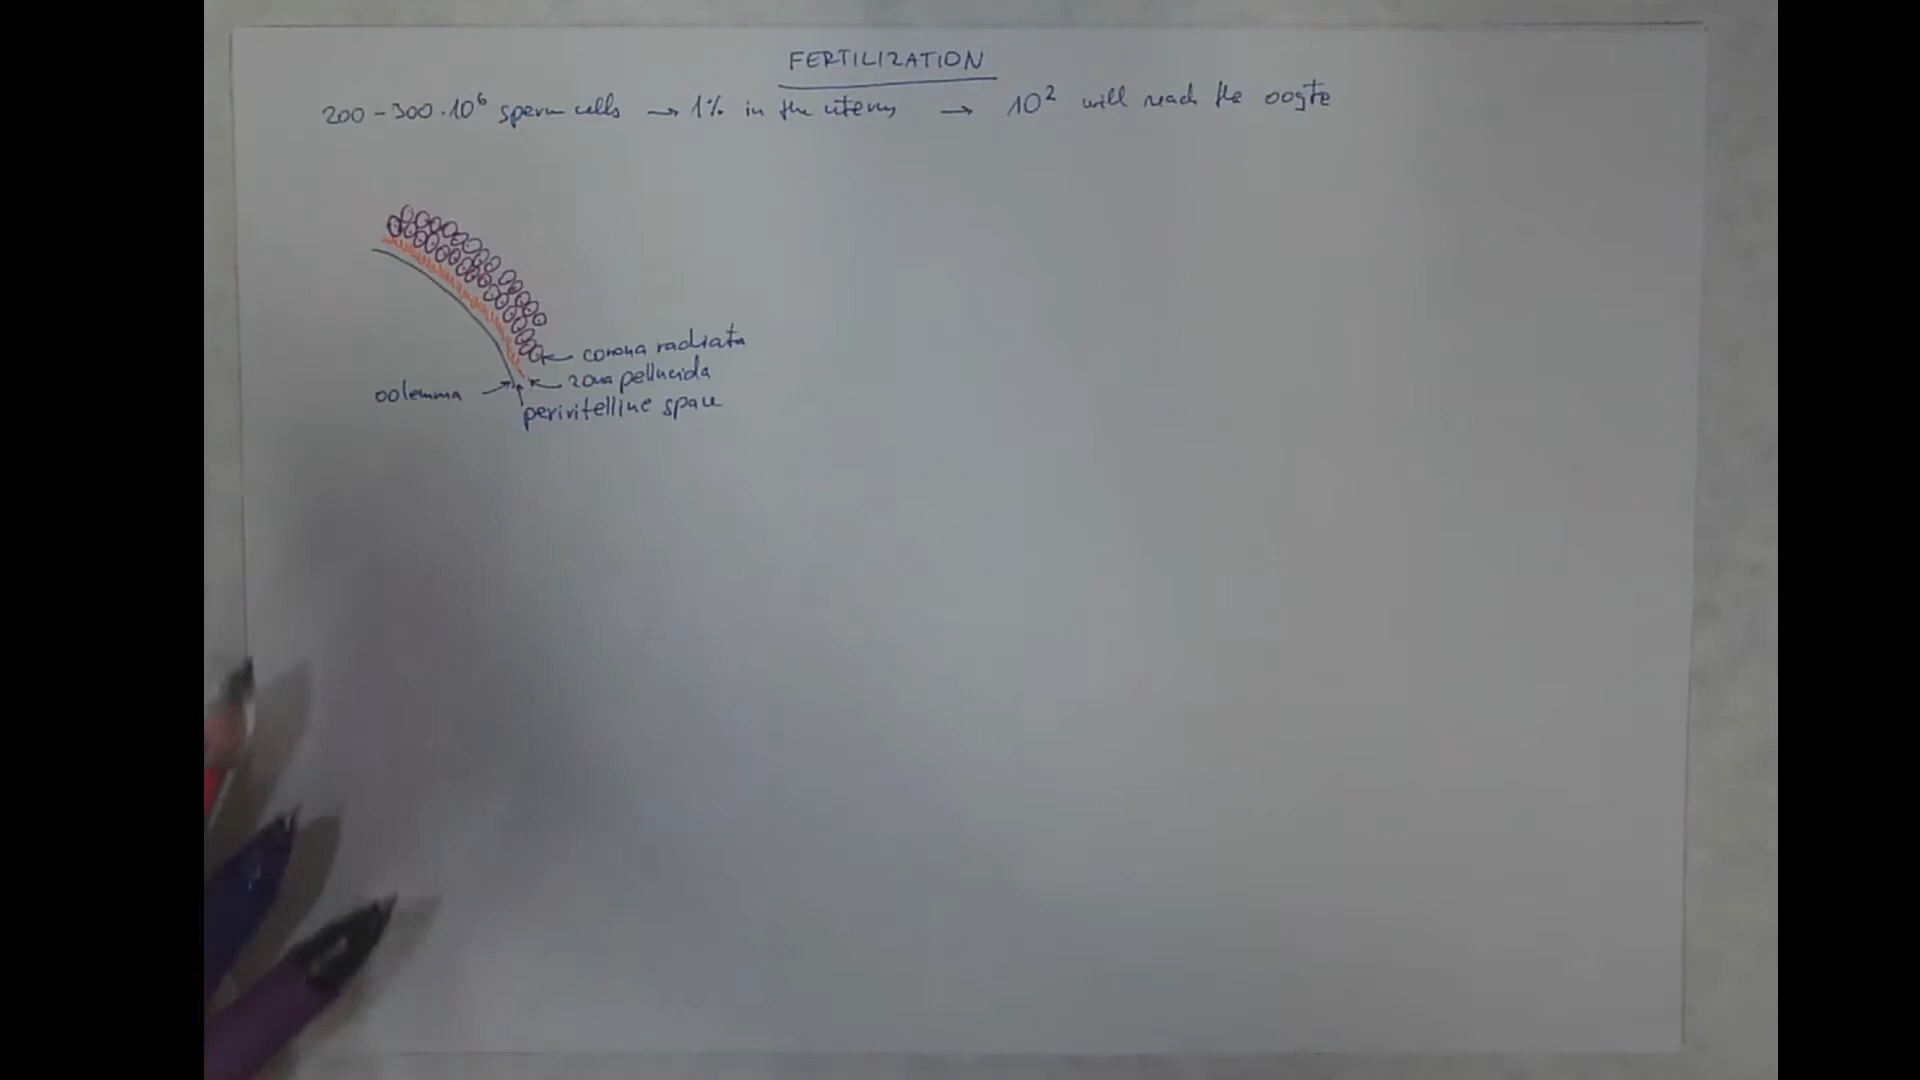 FERTILIZATION
200 - 300 · 10⁶ sperm cells → 1% in the uterus → 10² will reach the oocyte
corona radiata
zona pellucida
oolemma
perivitelline space